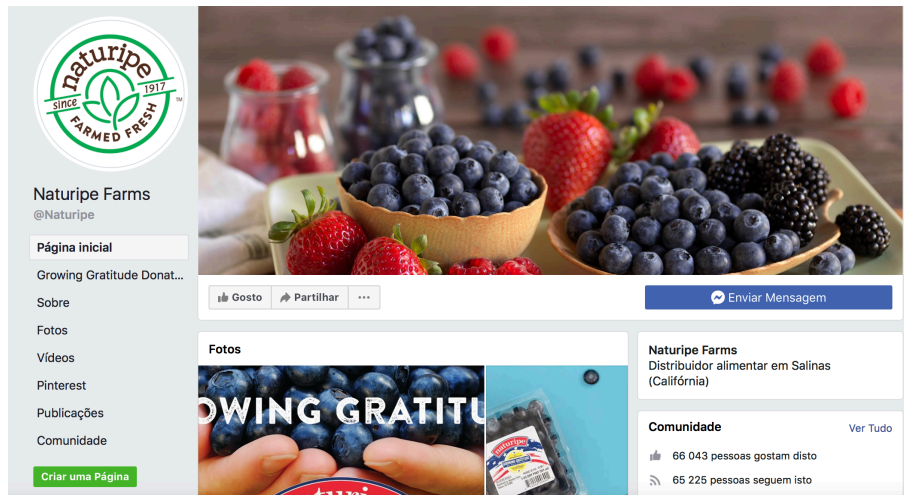 naturipe
since 1917
FARMED FRESH
TM
Naturipe Farms
@Naturipe
Página inicial
Growing Gratitude Donat...
Sobre
Fotos
Vídeos
Pinterest
Publicações
Comunidade
Criar uma Página
Gosto
Partilhar
...
Enviar Mensagem
Fotos
OWING GRATITU
naturipe
Naturipe Farms
Distribuidor alimentar em Salinas
(Califórnia)
Comunidade
Ver Tudo
66 043 pessoas gostam disto
65 225 pessoas seguem isto